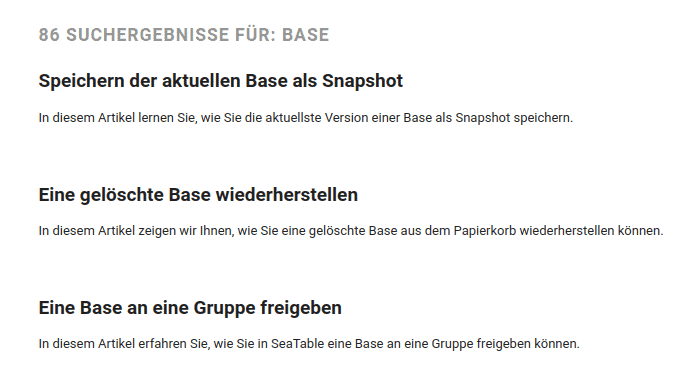 86 SUCHERGEBNISSE FÜR: BASE
Speichern der aktuellen Base als Snapshot
In diesem Artikel lernen Sie, wie Sie die aktuellste Version einer Base als Snapshot speichern.
Eine gelöschte Base wiederherstellen
In diesem Artikel zeigen wir Ihnen, wie Sie eine gelöschte Base aus dem Papierkorb wiederherstellen können.
Eine Base an eine Gruppe freigeben
In diesem Artikel erfahren Sie, wie Sie in SeaTable eine Base an eine Gruppe freigeben können.